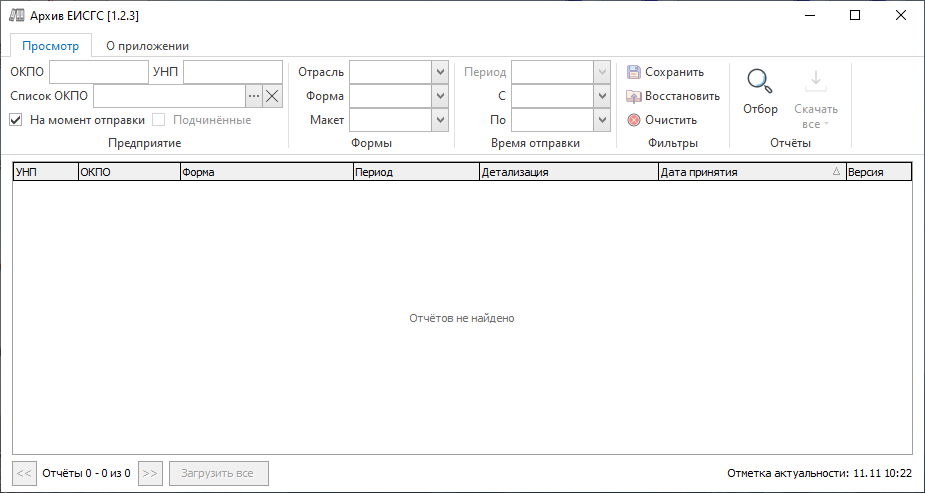 Архив ЕИСГС [1.2.3]
Просмотр О приложении
ОКПО УНП Отрасль Период Сохранить
Список ОКПО ... Форма С Восстановить Отбор Скачать все
На момент отправки Подчинённые Макет По Очистить
Предприятие Формы Время отправки Фильтры Отчёты
УНП ОКПО Форма Период Детализация Дата принятия Версия
Отчётов не найдено
<< Отчёты 0 - 0 из 0 >> Загрузить все Отметка актуальности: 11.11 10:22